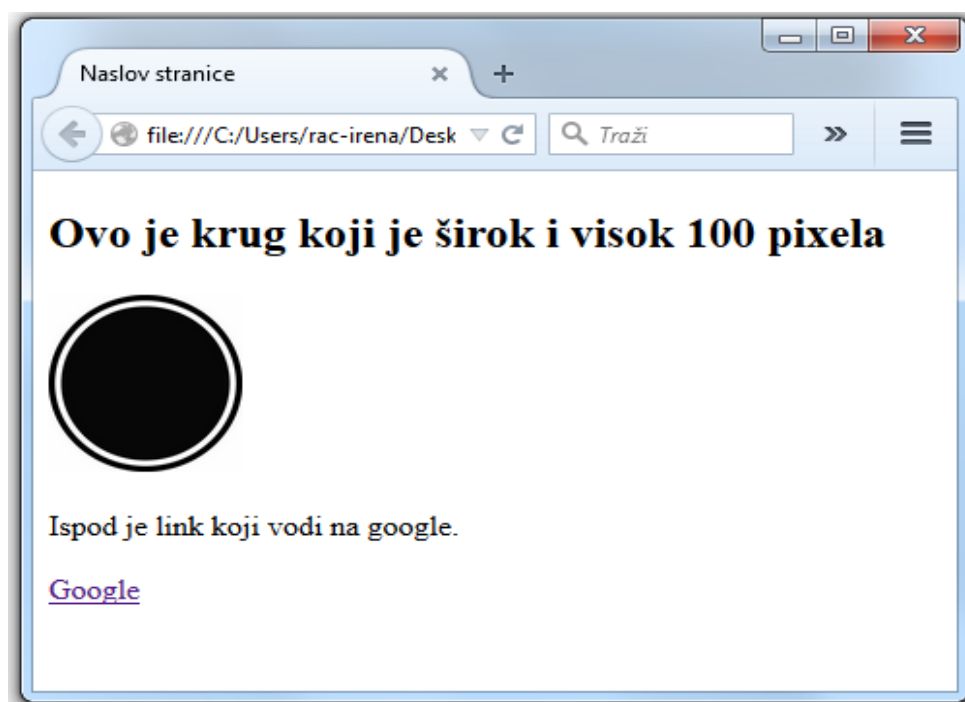 Naslov stranice
file:///C:/Users/rac-irena/Desk
Traži
Ovo je krug koji je širok i visok 100 pixela
Ispod je link koji vodi na google.
Google